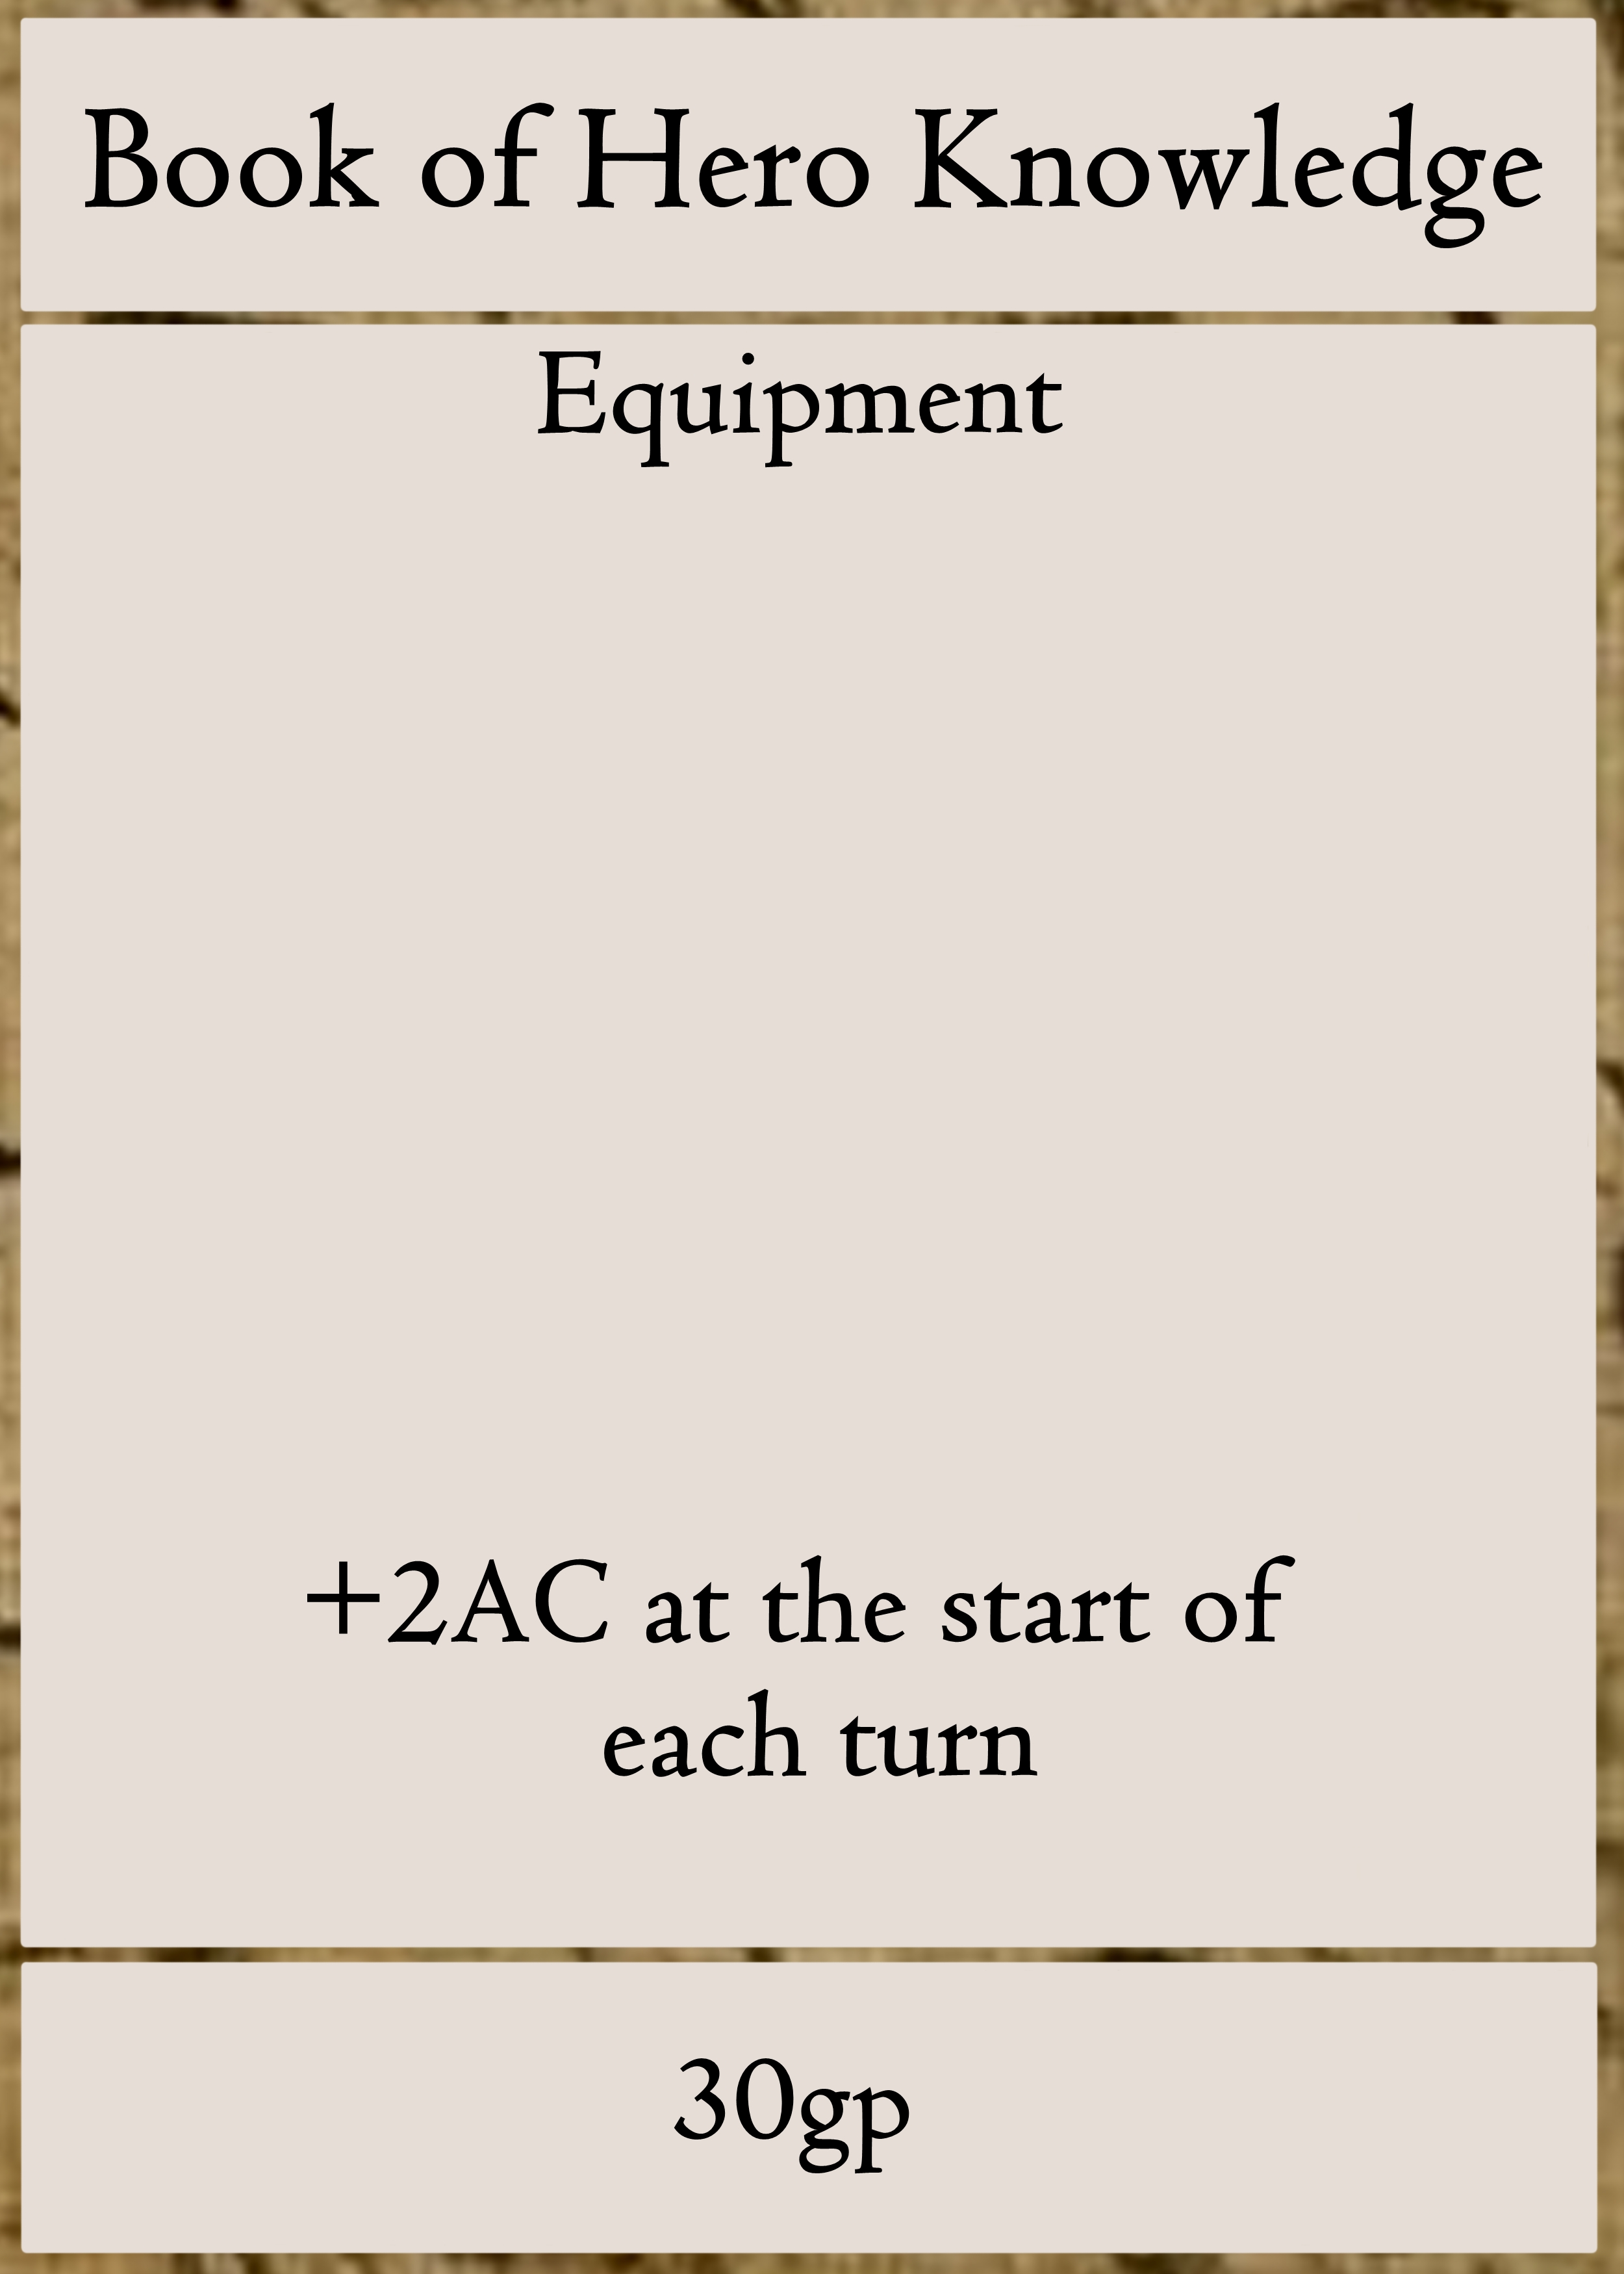 Book of Hero Knowledge
Equipment
+2AC at the start of
each turn
30gp